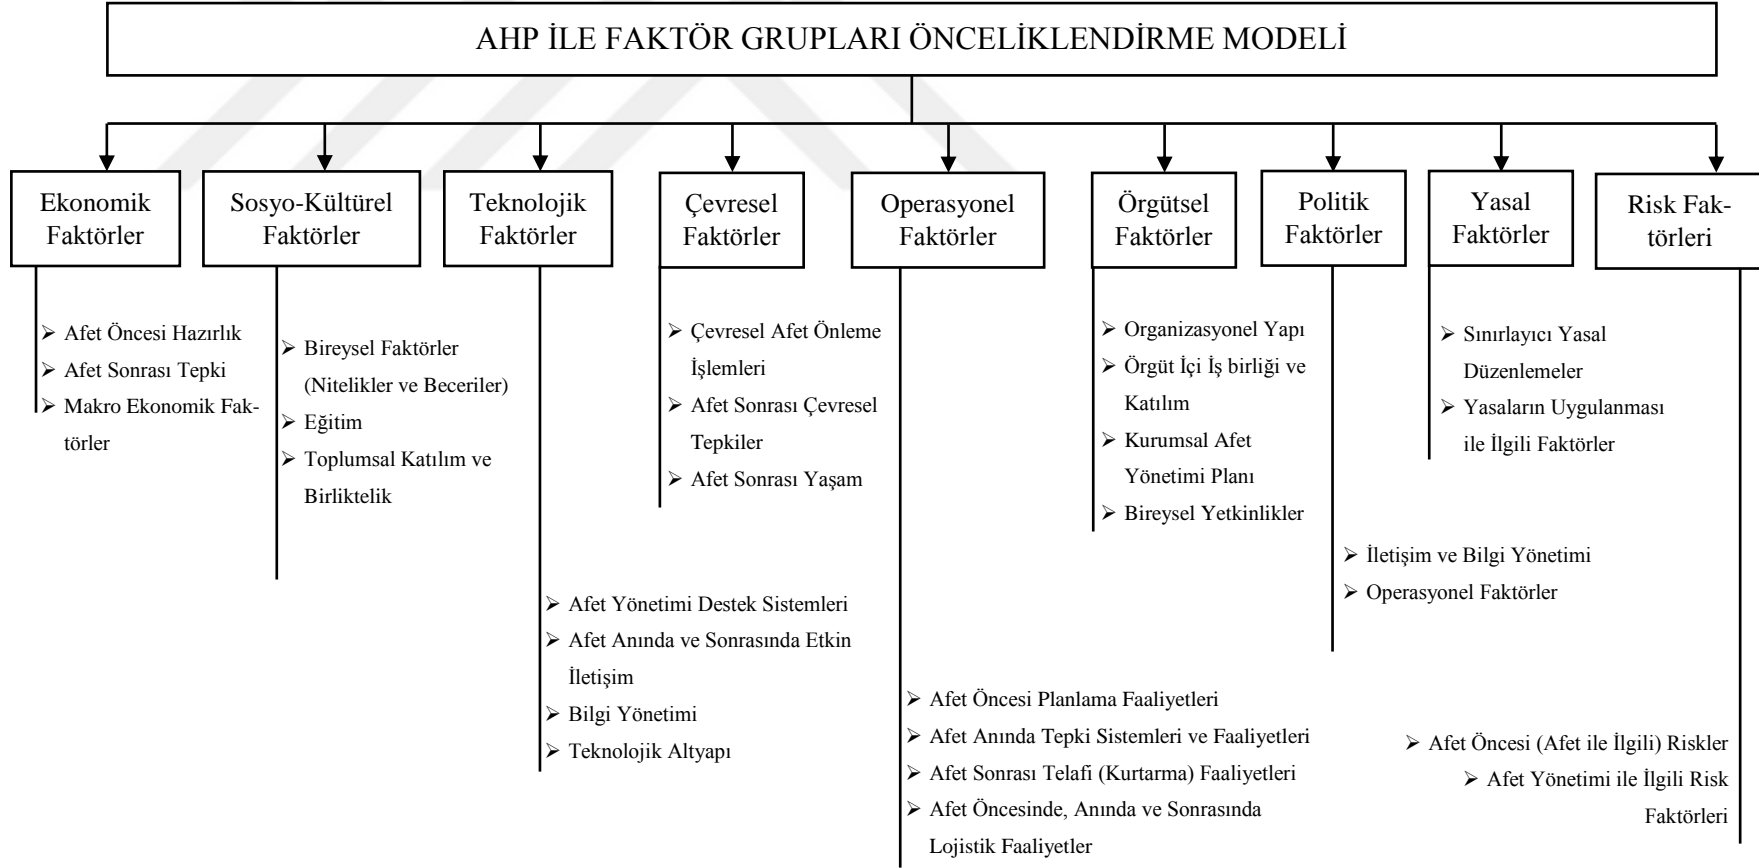 AHP İLE FAKTÖR GRUPLARI ÖNCELİKLENDİRME MODELİ
Ekonomik
Faktörler
Sosyo-Kültürel
Faktörler
Teknolojik
Faktörler
Çevresel
Faktörler
Operasyonel
Faktörler
Örgütsel
Faktörler
Politik
Faktörler
Yasal
Faktörler
Risk Fak-
törleri
➢ Afet Öncesi Hazırlık
➢ Afet Sonrası Tepki
➢ Makro Ekonomik Fak-
törler
➢ Bireysel Faktörler
(Nitelikler ve Beceriler)
➢ Eğitim
➢ Toplumsal Katılım ve
Birliktelik
➢ Afet Yönetimi Destek Sistemleri
➢ Afet Anında ve Sonrasında Etkin
İletişim
➢ Bilgi Yönetimi
➢ Teknolojik Altyapı
➢ Çevresel Afet Önleme
İşlemleri
➢ Afet Sonrası Çevresel
Tepkiler
➢ Afet Sonrası Yaşam
➢ Afet Öncesi Planlama Faaliyetleri
➢ Afet Anında Tepki Sistemleri ve Faaliyetleri
➢ Afet Sonrası Telafi (Kurtarma) Faaliyetleri
➢ Afet Öncesinde, Anında ve Sonrasında
Lojistik Faaliyetler
➢ Organizasyonel Yapı
➢ Örgüt İçi İş birliği ve
Katılım
➢ Kurumsal Afet
Yönetimi Planı
➢ Bireysel Yetkinlikler
➢ İletişim ve Bilgi Yönetimi
➢ Operasyonel Faktörler
➢ Sınırlayıcı Yasal
Düzenlemeler
➢ Yasaların Uygulanması
ile İlgili Faktörler
➢ Afet Öncesi (Afet ile İlgili) Riskler
➢ Afet Yönetimi ile İlgili Risk
Faktörleri